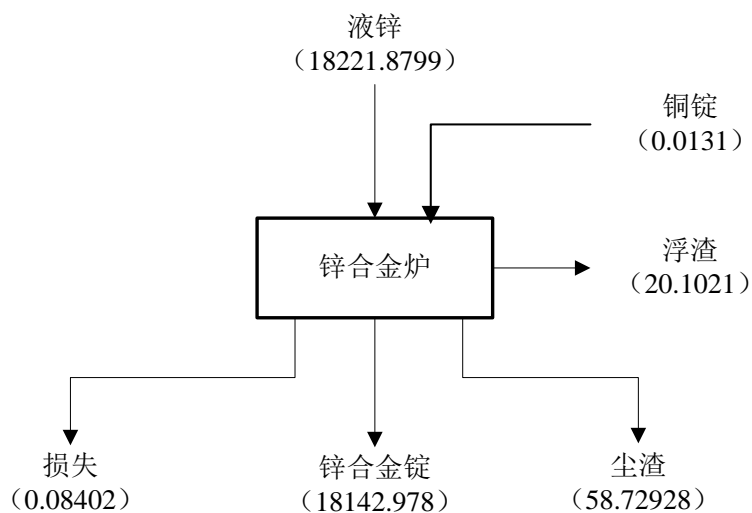 液锌
（18221.8799）
铜锭
（0.0131）
锌合金炉
浮渣
（20.1021）
损失
（0.08402）
锌合金锭
（18142.978）
尘渣
（58.72928）